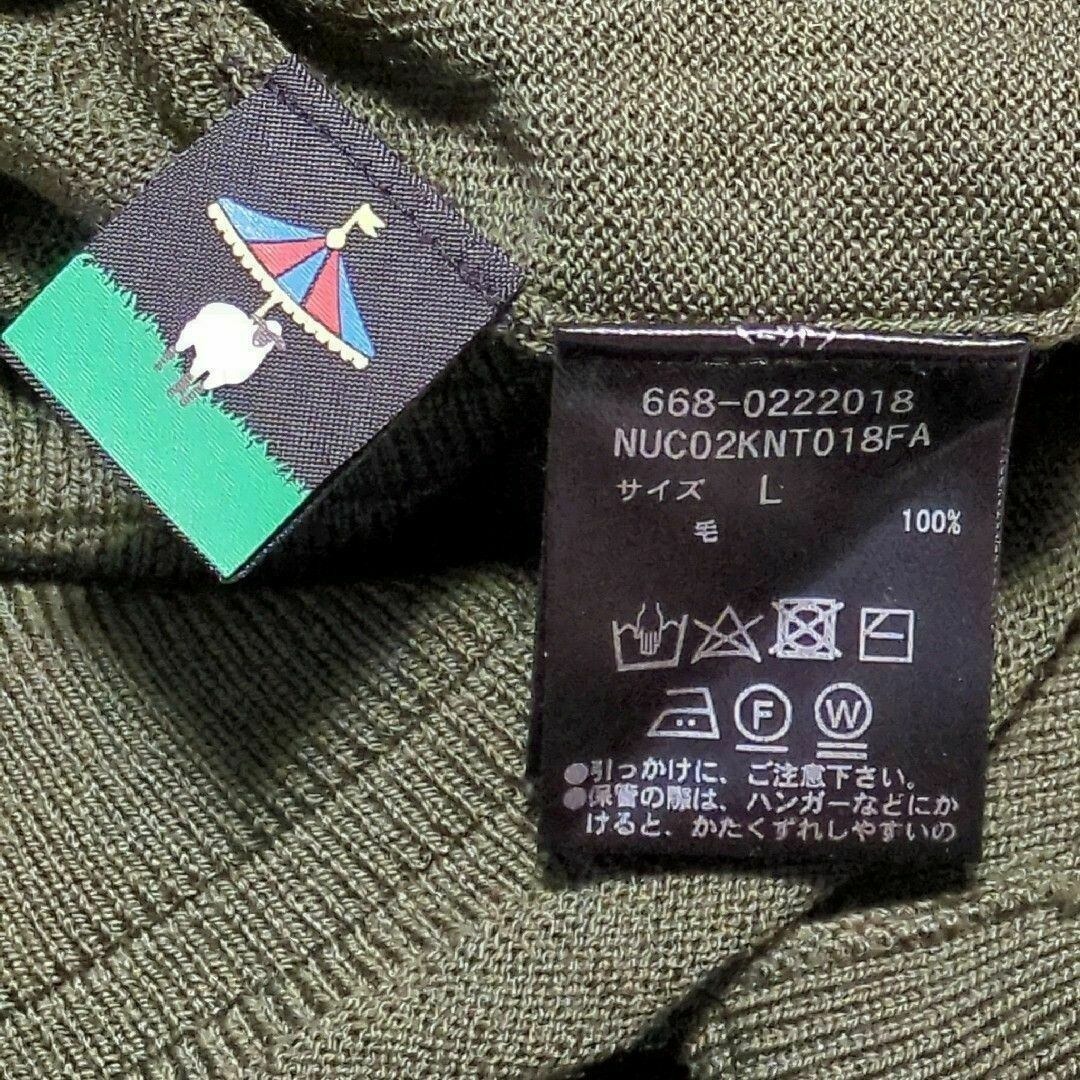 668-0222018
NUC02KNT018FA
サイズ L
毛 100%
F W
●引っかけに、ご注意下さい。
●保管の際は、ハンガーなどにか
けると、かたくずれしやすいの